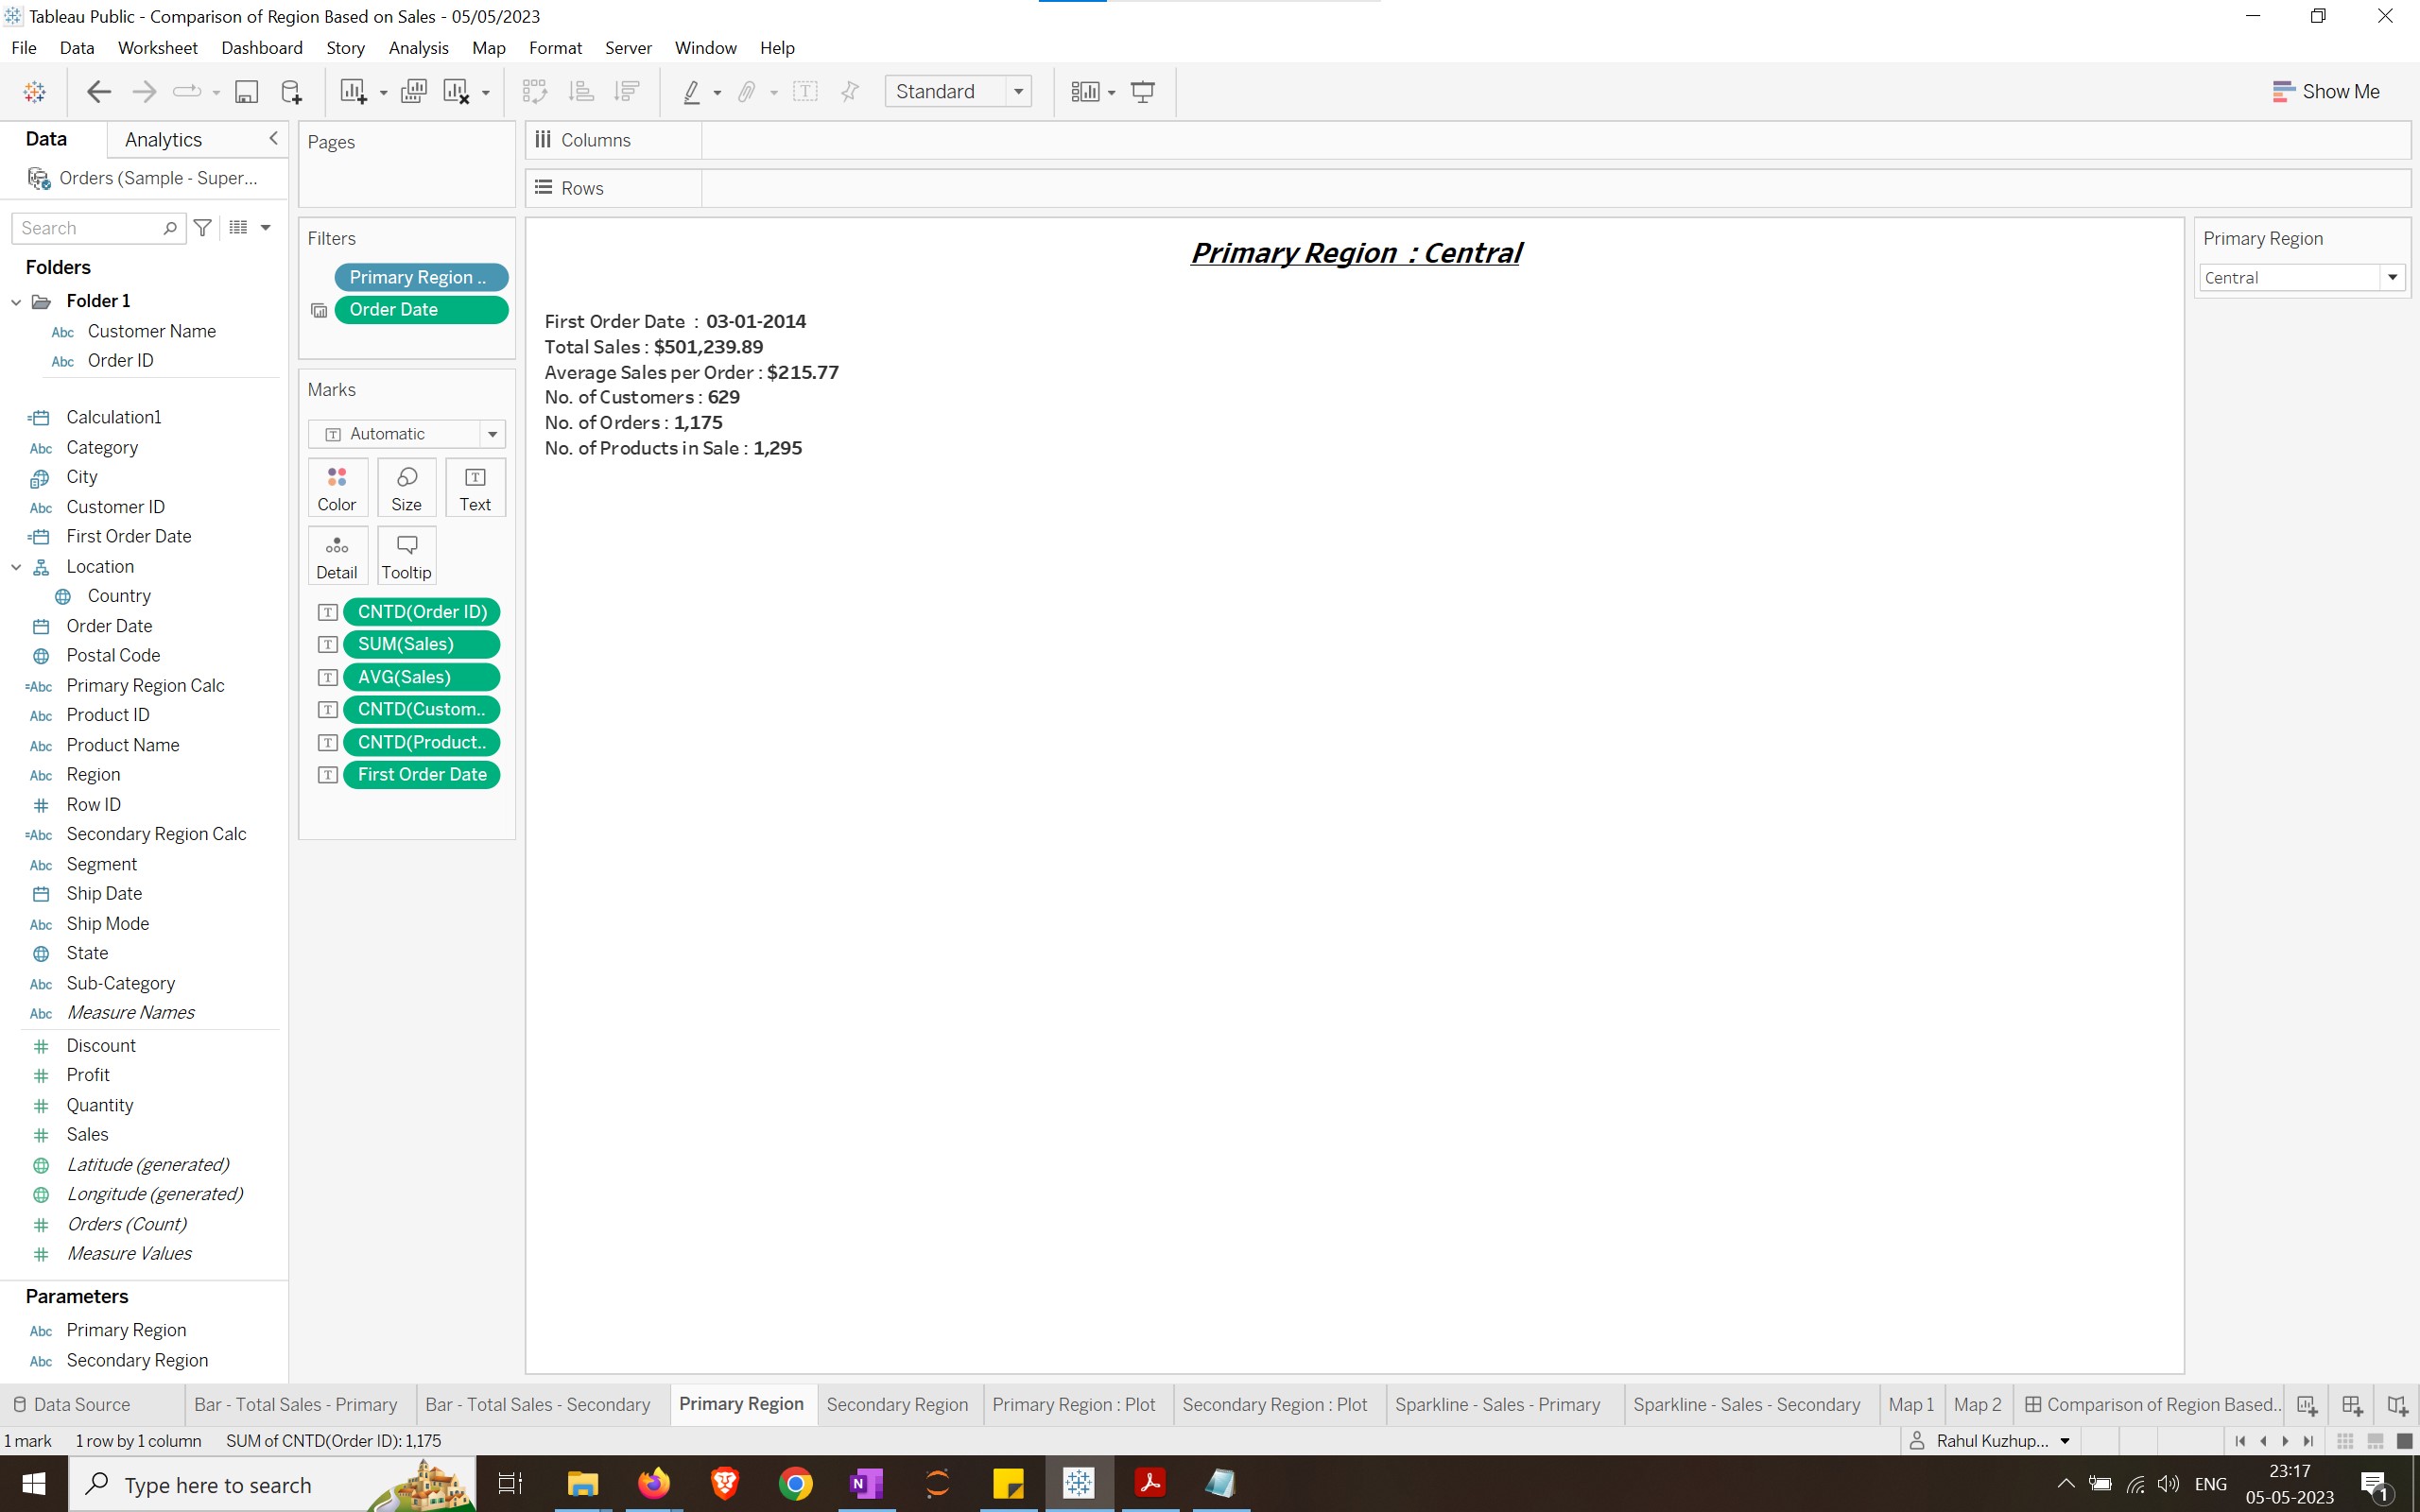 Tableau Public - Comparison of Region Based on Sales - 05/05/2023
File Data Worksheet Dashboard Story Analysis Map Format Server Window Help
Standard
Show Me
Data Analytics
Orders (Sample - Super...
Search
Folders
Folder 1
Abc Customer Name
Abc Order ID
Calculation1
Abc Category
City
Abc Customer ID
First Order Date
Location
Country
Order Date
Postal Code
=Abc Primary Region Calc
Abc Product ID
Abc Product Name
Abc Region
# Row ID
=Abc Secondary Region Calc
Abc Segment
Ship Date
Abc Ship Mode
State
Abc Sub-Category
Abc Measure Names
# Discount
# Profit
# Quantity
# Sales
Latitude (generated)
Longitude (generated)
# Orders (Count)
# Measure Values
Parameters
Abc Primary Region
Abc Secondary Region
Pages
Filters
Primary Region ..
Order Date
Marks
T Automatic
Color Size T Text
Detail Tooltip
T CNTD(Order ID)
T SUM(Sales)
T AVG(Sales)
T CNTD(Custom..
T CNTD(Product..
T First Order Date
Columns
Rows
Primary Region : Central
First Order Date : 03-01-2014
Total Sales : $501,239.89
Average Sales per Order : $215.77
No. of Customers : 629
No. of Orders : 1,175
No. of Products in Sale : 1,295
Primary Region
Central
Data Source Bar - Total Sales - Primary Bar - Total Sales - Secondary Primary Region Secondary Region Primary Region : Plot Secondary Region : Plot Sparkline - Sales - Primary Sparkline - Sales - Secondary Map 1 Map 2 Comparison of Region Based..
1 mark 1 row by 1 column SUM of CNTD(Order ID): 1,175
Rahul Kuzhup...
Type here to search
N
ENG
23:17
05-05-2023
1